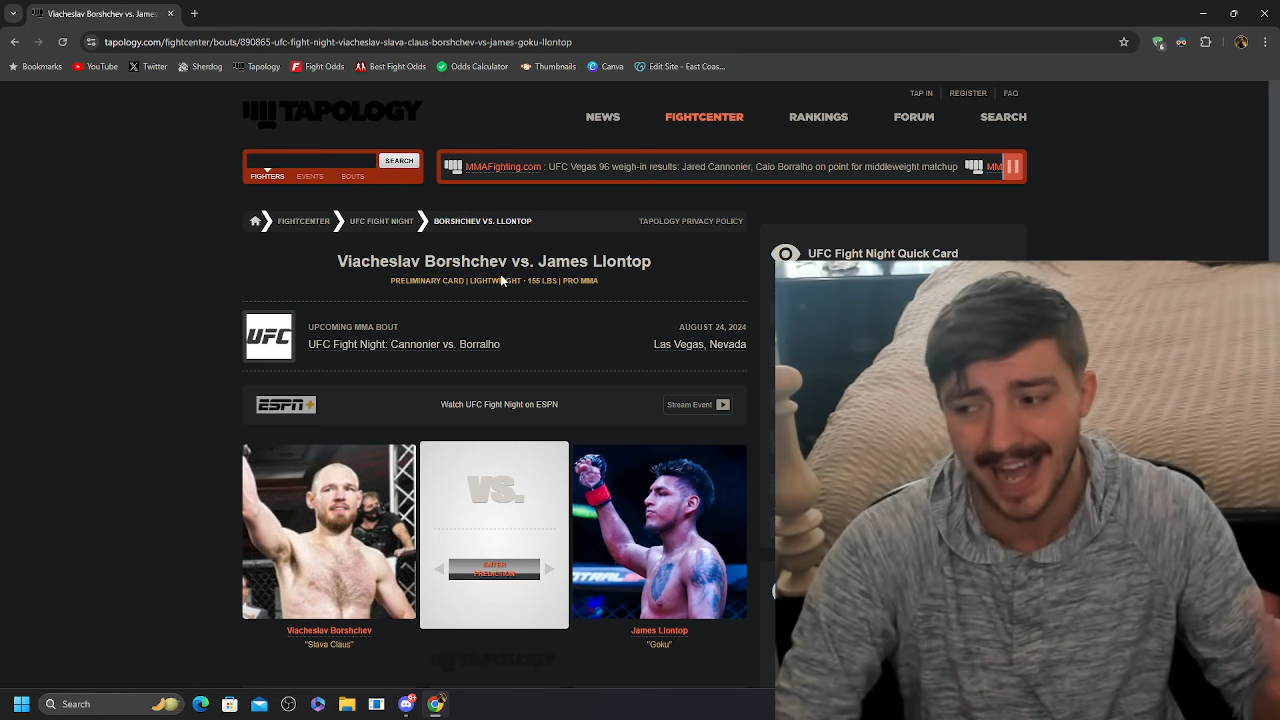 Viacheslav Borshchev vs. James
tapology.com/fightcenter/bouts/890865-ufc-fight-night-viacheslav-slava-claus-borshchev-vs-james-goku-llontop
Bookmarks YouTube Twitter Sherdog Tapology Fight Odds Best Fight Odds Odds Calculator Thumbnails Canva Edit Site - East Coas...
TAP IN REGISTER FAQ
TAPOLOGY
NEWS FIGHTCENTER RANKINGS FORUM SEARCH
SEARCH
FIGHTERS EVENTS BOUTS
MMAFighting.com : UFC Vegas 96 weigh-in results: Jared Cannonier, Caio Borralho on point for middleweight matchup MM
FIGHTCENTER UFC FIGHT NIGHT BORSHCHEV VS. LLONTOP TAPOLOGY PRIVACY POLICY
Viacheslav Borshchev vs. James Llontop
PRELIMINARY CARD | LIGHTWEIGHT · 155 LBS | PRO MMA
UFC Fight Night Quick Card
UFC
UPCOMING MMA BOUT AUGUST 24, 2024
UFC Fight Night: Cannonier vs. Borralho Las Vegas, Nevada
ESPN+ Watch UFC Fight Night on ESPN Stream Event
VS.
ENTER
PREDICTION
Viacheslav Borshchev James Llontop
"Slava Claus" "Goku"
TAPOLOGY
Search